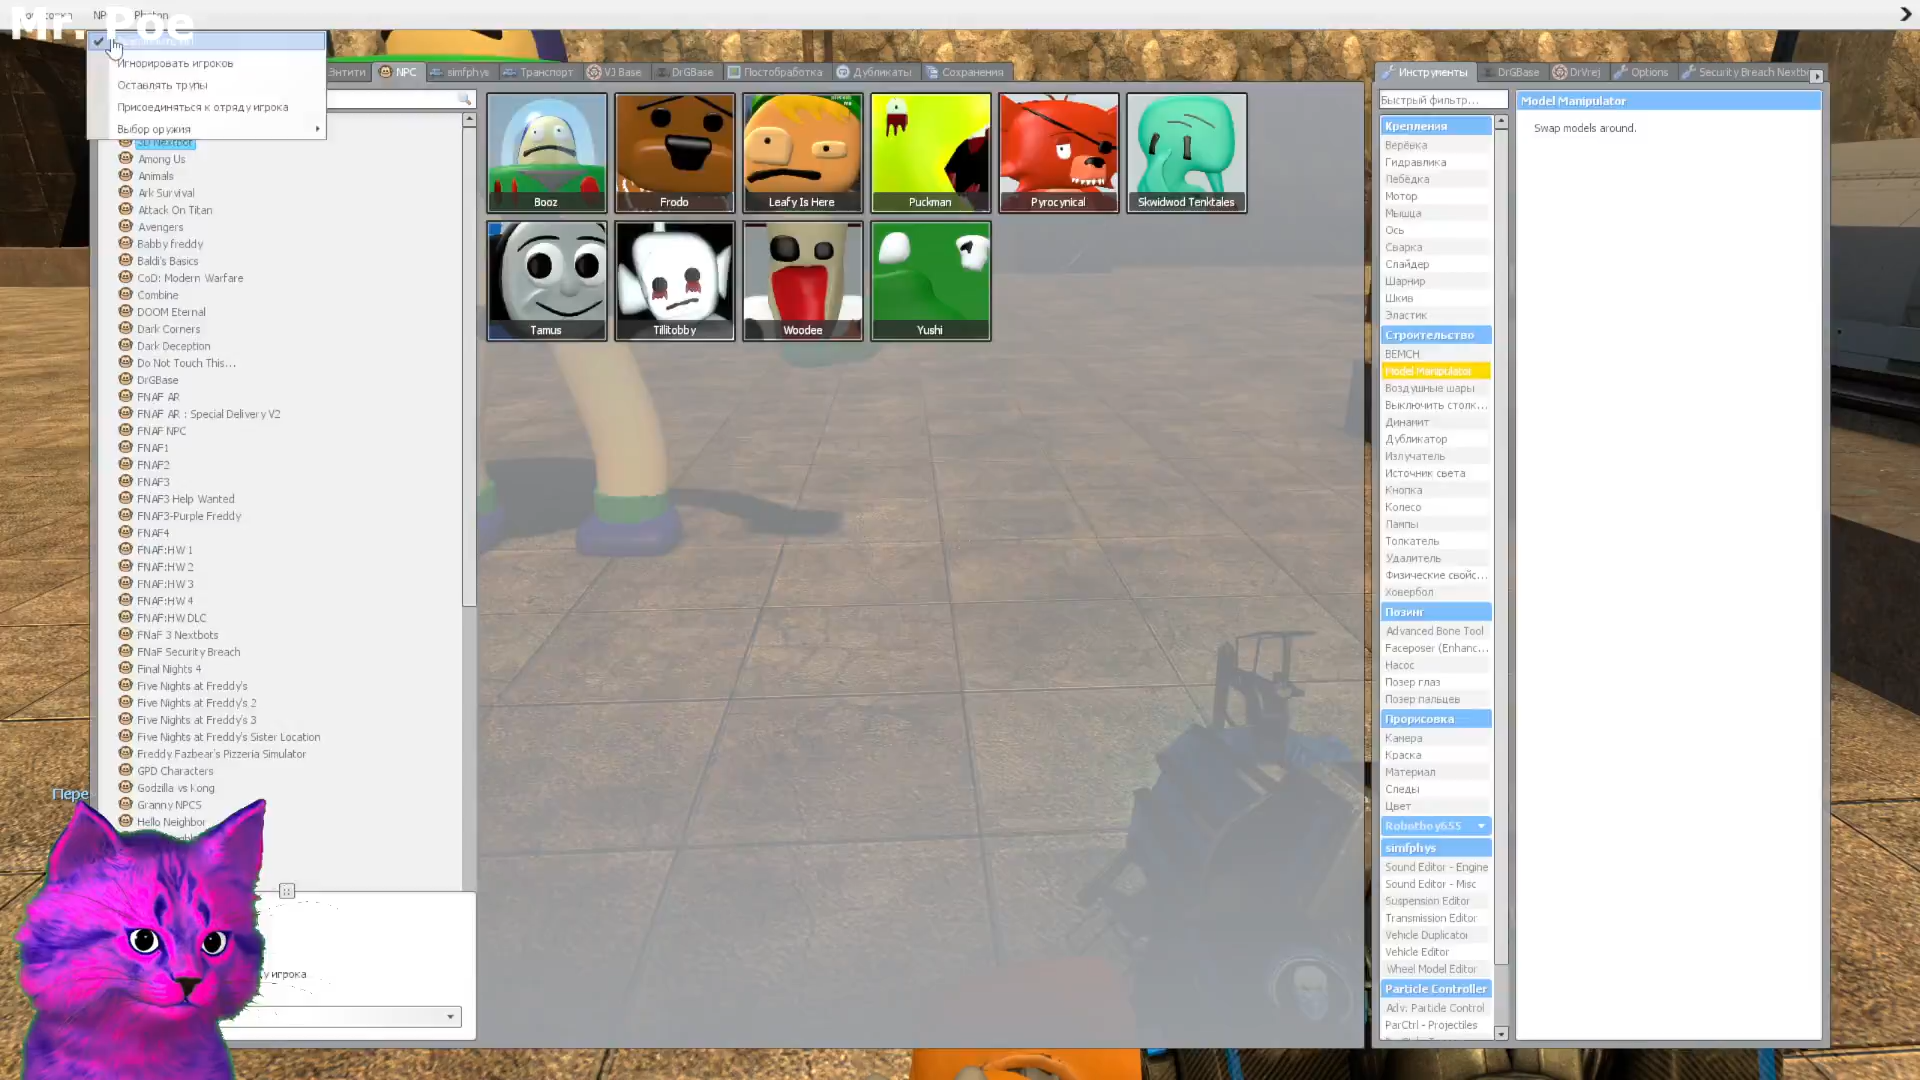 Mr. Poe
NPC
Photon
Игнорировать игроков
Оставлять трупы
Присоединяться к отряду игрока
Выбор оружия
NPC
simfphys
Транспорт
VJ Base
DrGBase
Постобработка
Дубликаты
Сохранения
3D Nextbot
Among Us
Animals
Ark Survival
Attack On Titan
Avengers
Babby freddy
Baldi's Basics
CoD: Modern Warfare
Combine
DOOM Eternal
Dark Corners
Dark Deception
Do Not Touch This...
DrGBase
FNAF AR
FNAF AR : Special Delivery V2
FNAF NPC
FNAF1
FNAF2
FNAF3
FNAF3-Help Wanted
FNAF3-Purple Freddy
FNAF4
FNAF:HW 1
FNAF:HW 2
FNAF:HW 3
FNAF:HW 4
FNAF:HW DLC
FNaF 3 Nextbots
FNaF Security Breach
Final Nights 4
Five Nights at Freddy's
Five Nights at Freddy's 2
Five Nights at Freddy's 3
Five Nights at Freddy's Sister Location
Freddy Fazbear's Pizzeria Simulator
GPD Characters
Godzilla vs Kong
Granny NPCS
Hello Neighbor
Пере
игрока
Booz
Frodo
Leafy Is Here
Puckman
Pyrocynical
Skwidwod Tenktales
Tamus
Tillitobby
Woodee
Yushi
Инструменты
DrGBase
DrVrej
Options
Security Breach Nextb
Быстрый фильтр...
Крепления
Верёвка
Гидравлика
Лебёдка
Мотор
Мышца
Ось
Сварка
Слайдер
Шарнир
Шкив
Эластик
Строительство
BEMCH
Model Manipulator
Воздушные шары
Выключить столк...
Динамит
Дубликатор
Излучатель
Источник света
Кнопка
Колесо
Лампы
Толкатель
Удалитель
Физические свойс...
Ховербол
Позинг
Advanced Bone Tool
Faceposer (Enhanc...
Насос
Позер глаз
Позер пальцев
Прорисовка
Камера
Краска
Материал
Следы
Цвет
Robotboy655
simfphys
Sound Editor - Engine
Sound Editor - Misc
Suspension Editor
Transmission Editor
Vehicle Duplicator
Vehicle Editor
Wheel Model Editor
Particle Controller
Adv. Particle Control
ParCtrl - Projectiles
Model Manipulator
Swap models around.